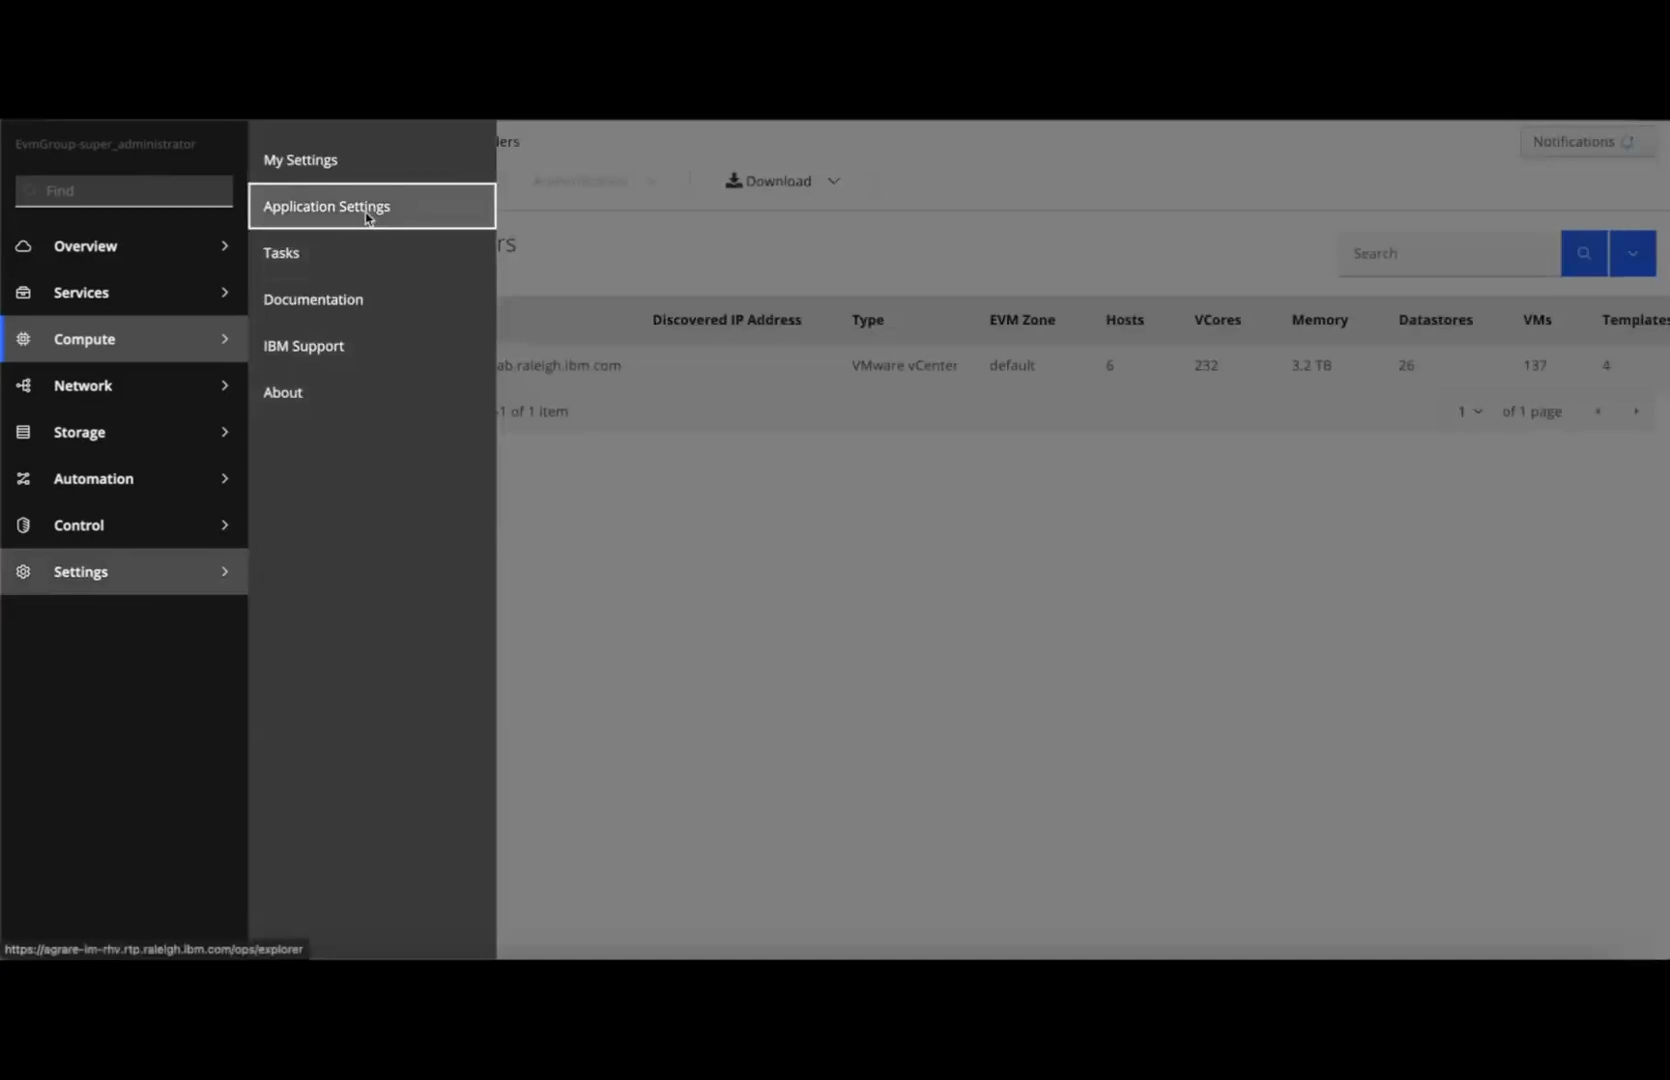 EvmGroup-super_administrator
Find
Overview
Services
Compute
Network
Storage
Automation
Control
Settings
My Settings
Application Settings
Tasks
Documentation
IBM Support
About
ders
Notifications
Authentication
Download
rs
Search
Discovered IP Address Type EVM Zone Hosts VCores Memory Datastores VMs Templates
ab.raleigh.ibm.com VMware vCenter default 6 232 3.2 TB 26 137 4
-1 of 1 item
1 of 1 page
https://agrare-im-rhv.rtp.raleigh.ibm.com/ops/explorer